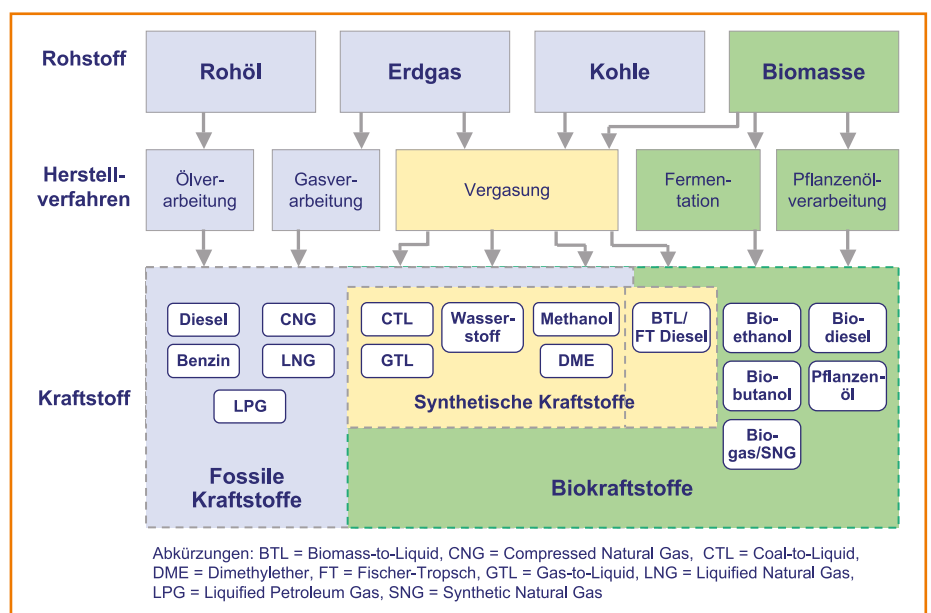 Rohstoff
Rohöl
Erdgas
Kohle
Biomasse
Herstell-
verfahren
Ölver-
arbeitung
Gasver-
arbeitung
Vergasung
Fermen-
tation
Pflanzenöl
verarbeitung
Kraftstoff
Diesel
CNG
Benzin
LNG
LPG
CTL
Wasser-
stoff
Methanol
GTL
DME
BTL/
FT Diesel
Bio-
ethanol
Bio-
diesel
Bio-
butanol
Pflanzen-
öl
Bio-
gas/SNG
Synthetische Kraftstoffe
Fossile
Kraftstoffe
Biokraftstoffe
Abkürzungen: BTL = Biomass-to-Liquid, CNG = Compressed Natural Gas, CTL = Coal-to-Liquid,
DME = Dimethylether, FT = Fischer-Tropsch, GTL = Gas-to-Liquid, LNG = Liquified Natural Gas,
LPG = Liquified Petroleum Gas, SNG = Synthetic Natural Gas